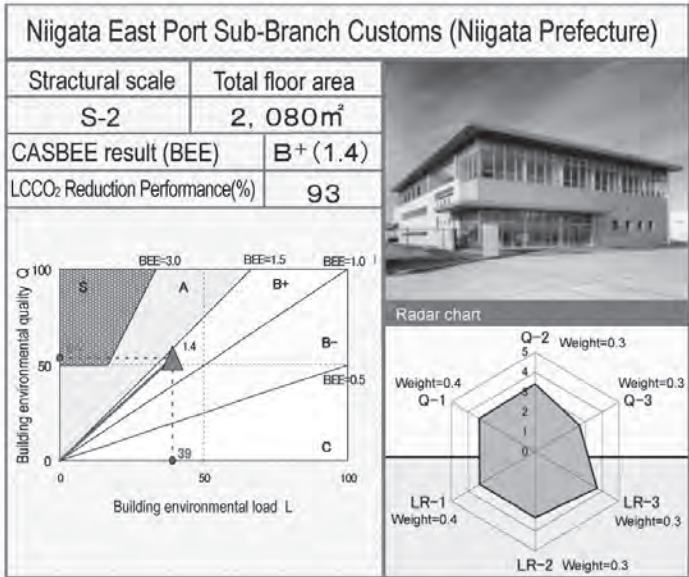 Niigata East Port Sub-Branch Customs (Niigata Prefecture)
Stractural scale
Total floor area
S-2
2, 080㎡
CASBEE result (BEE)
B⁺ (1.4)
LCCO₂ Reduction Performance(%)
93
BEE=3.0
BEE=1.5
BEE=1.0
100
S
A
B+
Building environmental quality Q
1.4
B-
50
BEE=0.5
39
C
0
0
50
100
Building environmental load L
Radar chart
Q-2 Weight=0.3
5
Weight=0.4
Q-1
4
Weight=0.3
Q-3
3
2
1
0
LR-1
Weight=0.4
LR-3
Weight=0.3
LR-2 Weight=0.3